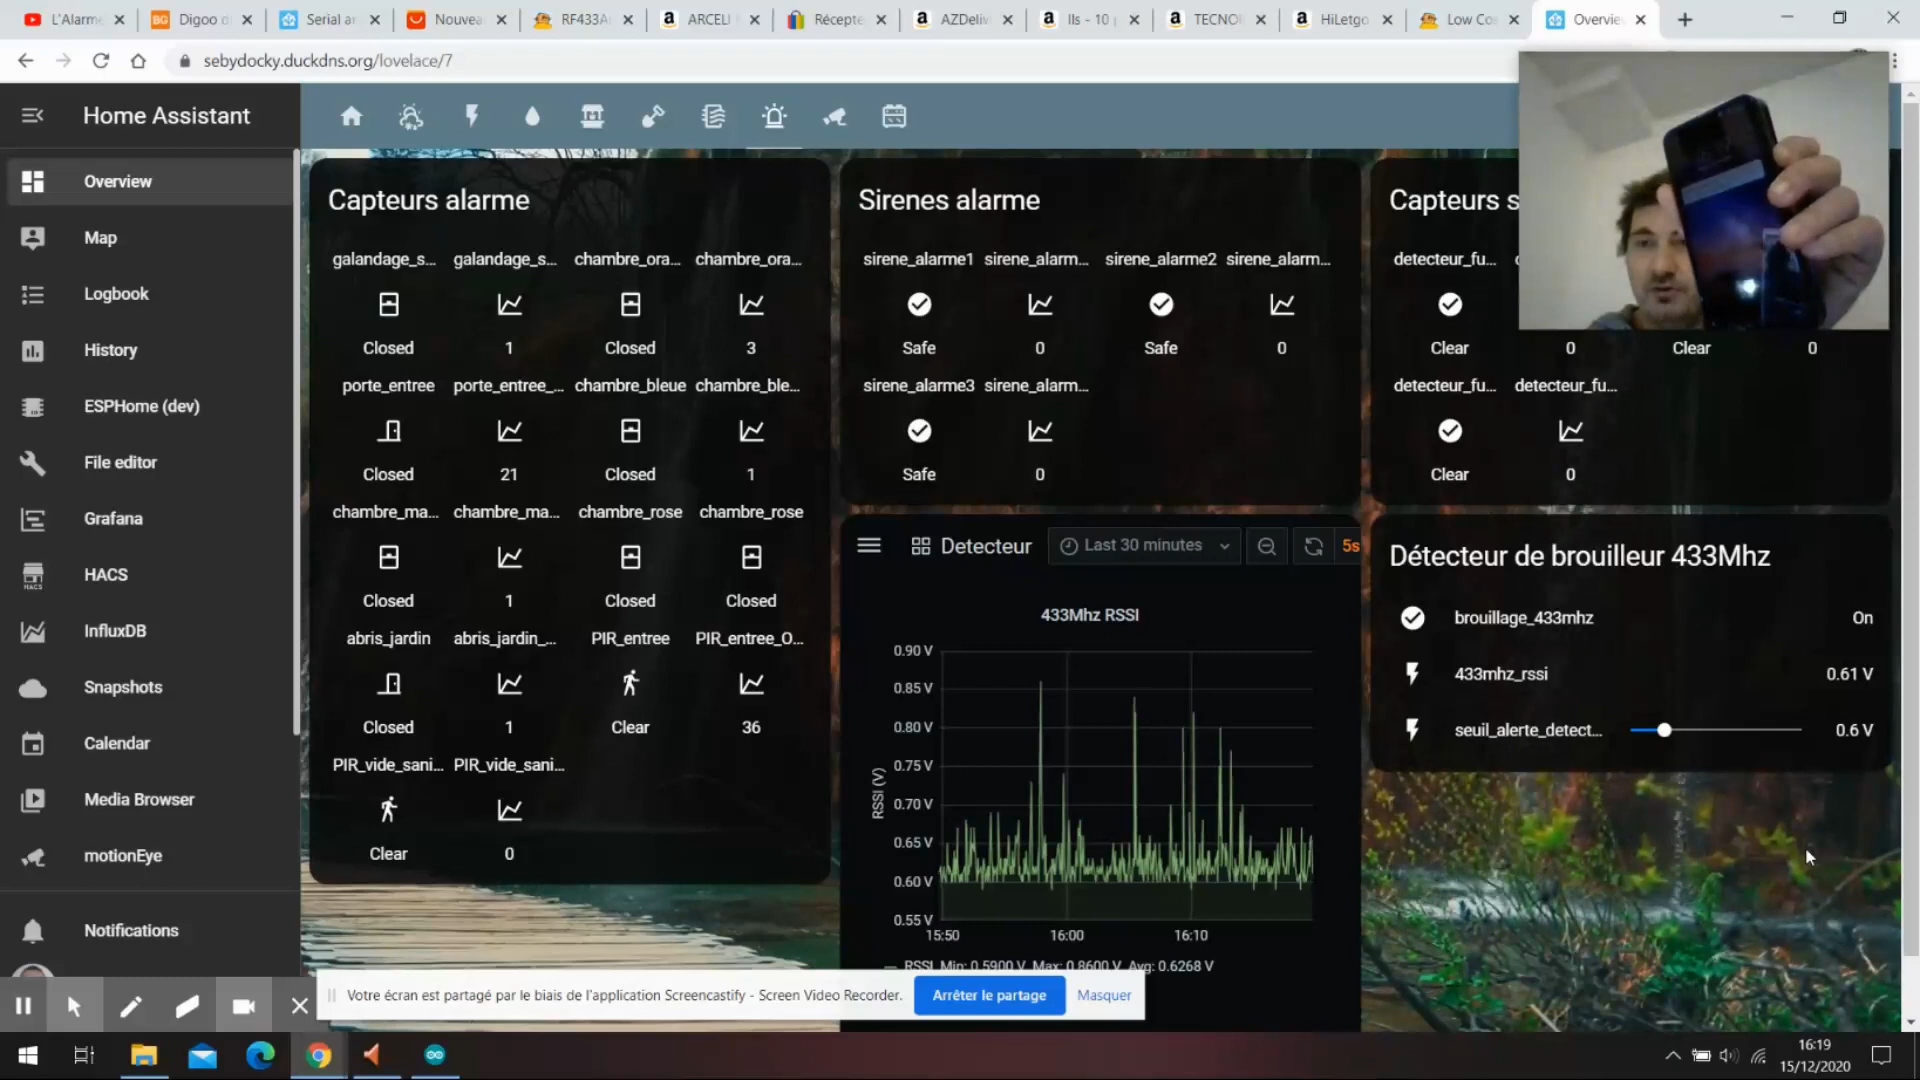 L'Alarme
Digoo d
Serial ar
Nouvea
RF433A
ARCELI
Récepte
AZDeliv
lls - 10 p
TECNOI
HiLetgo
Low Cos
Overvie
sebydocky.duckdns.org/lovelace/7
Home Assistant
Overview
Map
Logbook
History
ESPHome (dev)
File editor
Grafana
HACS
InfluxDB
Snapshots
Calendar
Media Browser
motionEye
Notifications
Capteurs alarme
galandage_s... galandage_s... chambre_ora... chambre_ora...
Closed 1 Closed 3
porte_entree porte_entree_... chambre_bleue chambre_ble...
Closed 21 Closed 1
chambre_ma... chambre_ma... chambre_rose chambre_rose
Closed 1 Closed Closed
abris_jardin abris_jardin_... PIR_entree PIR_entree_O...
Closed 1 Clear 36
PIR_vide_sani... PIR_vide_sani...
Clear 0
Sirenes alarme
sirene_alarme1 sirene_alarm... sirene_alarme2 sirene_alarm...
Safe 0 Safe 0
sirene_alarme3 sirene_alarm...
Safe 0
Detecteur
Last 30 minutes
5s
433Mhz RSSI
0.90 V
0.85 V
0.80 V
0.75 V
0.70 V
0.65 V
0.60 V
0.55 V
RSSI (V)
15:50 16:00 16:10
RSSI Min: 0.5900 V Max: 0.8600 V Avg: 0.6268 V
Capteurs s
detecteur_fu...
Clear 0 Clear 0
detecteur_fu... detecteur_fu...
Clear 0
Détecteur de brouilleur 433Mhz
brouillage_433mhz On
433mhz_rssi 0.61 V
seuil_alerte_detect... 0.6 V
Votre écran est partagé par le biais de l'application Screencastify - Screen Video Recorder.
Arrêter le partage
Masquer
16:19
15/12/2020